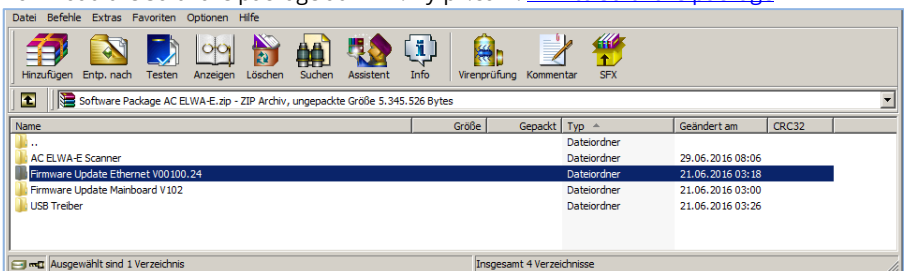 Datei Befehle Extras Favoriten Optionen Hilfe
Hinzufügen Entp. nach Testen Anzeigen Löschen Suchen Assistent Info Virenprüfung Kommentar SFX
Software Package AC ELWA-E.zip - ZIP Archiv, ungepackte Größe 5.345.526 Bytes
Name Größe Gepackt Typ Geändert am CRC32
.. Dateiordner
AC ELWA-E Scanner Dateiordner 29.06.2016 08:06
Firmware Update Ethernet V00100.24 Dateiordner 21.06.2016 03:18
Firmware Update Mainboard V102 Dateiordner 21.06.2016 03:00
USB Treiber Dateiordner 21.06.2016 03:26
Ausgewählt sind 1 Verzeichnis Insgesamt 4 Verzeichnisse